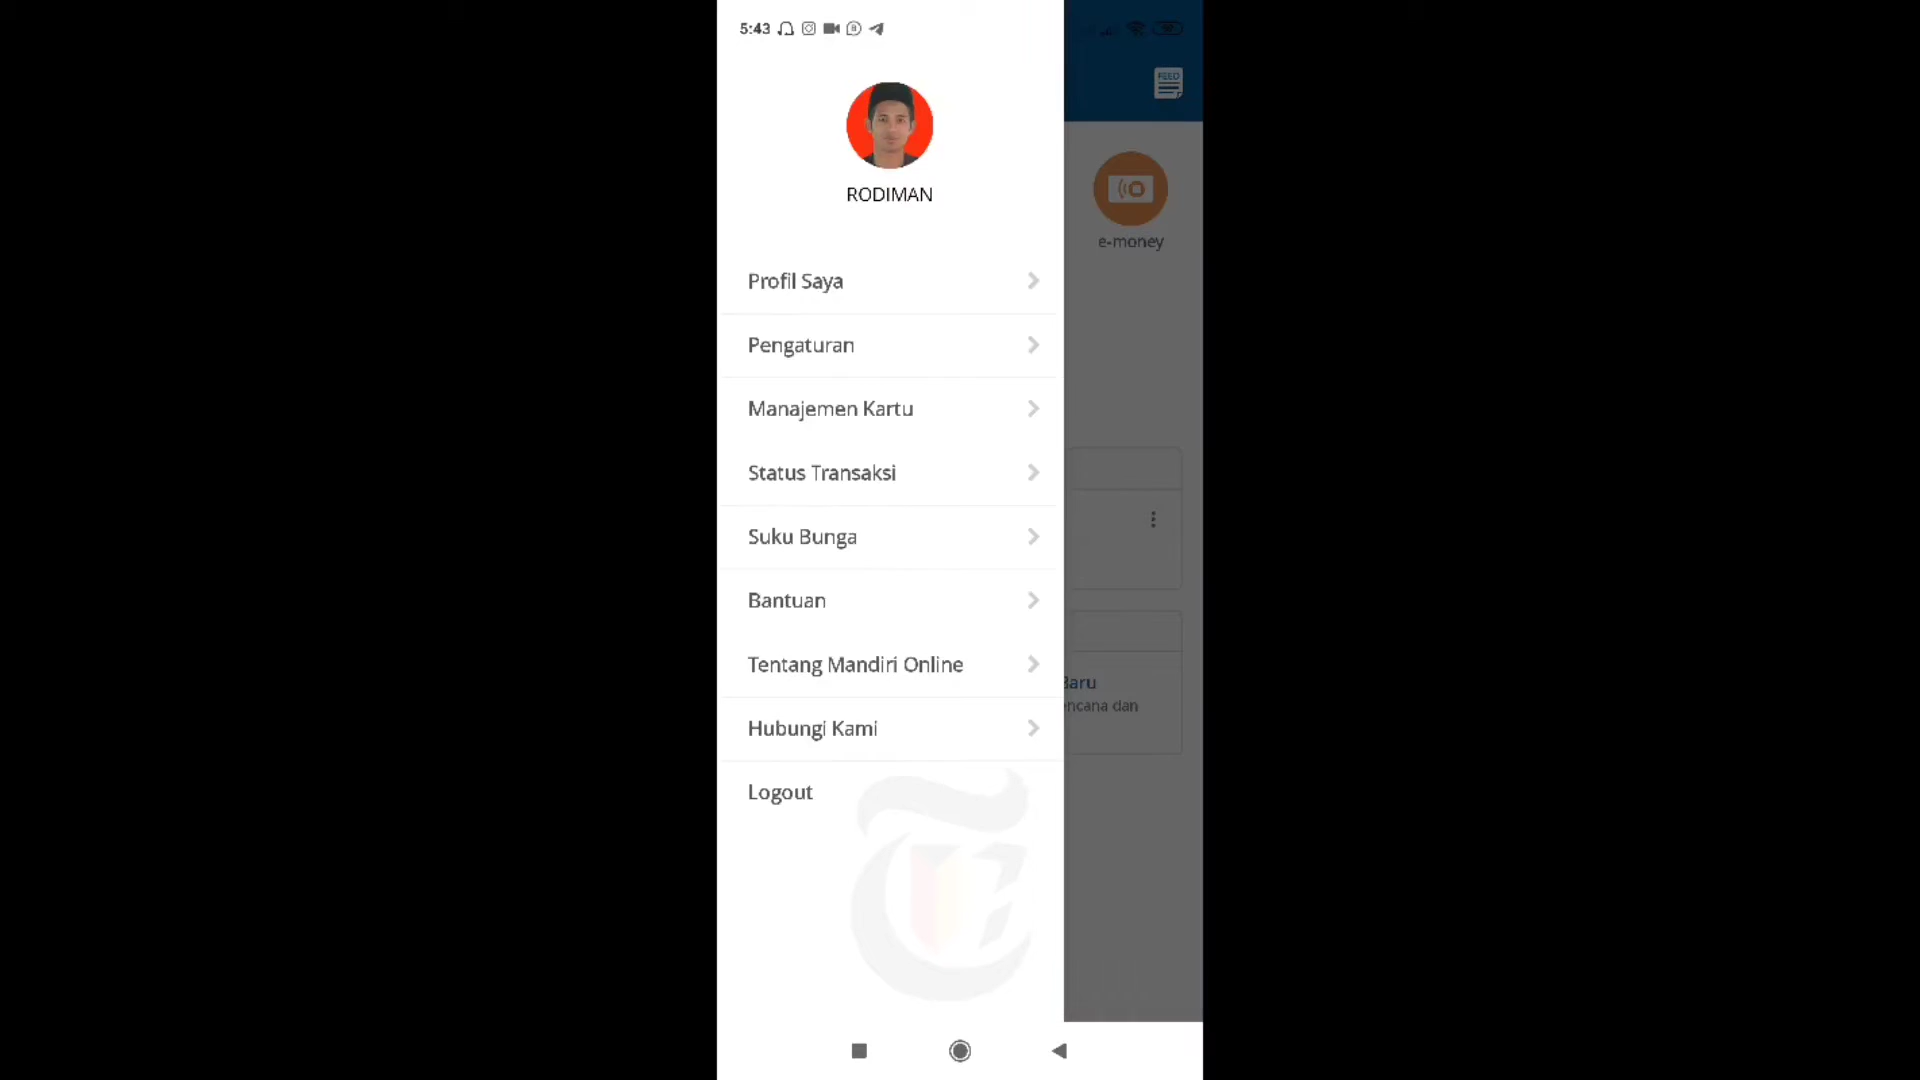 5:43
FEED
RODIMAN
e-money
Profil Saya
Pengaturan
Manajemen Kartu
Status Transaksi
Suku Bunga
Bantuan
Tentang Mandiri Online
Baru
encana dan
Hubungi Kami
Logout